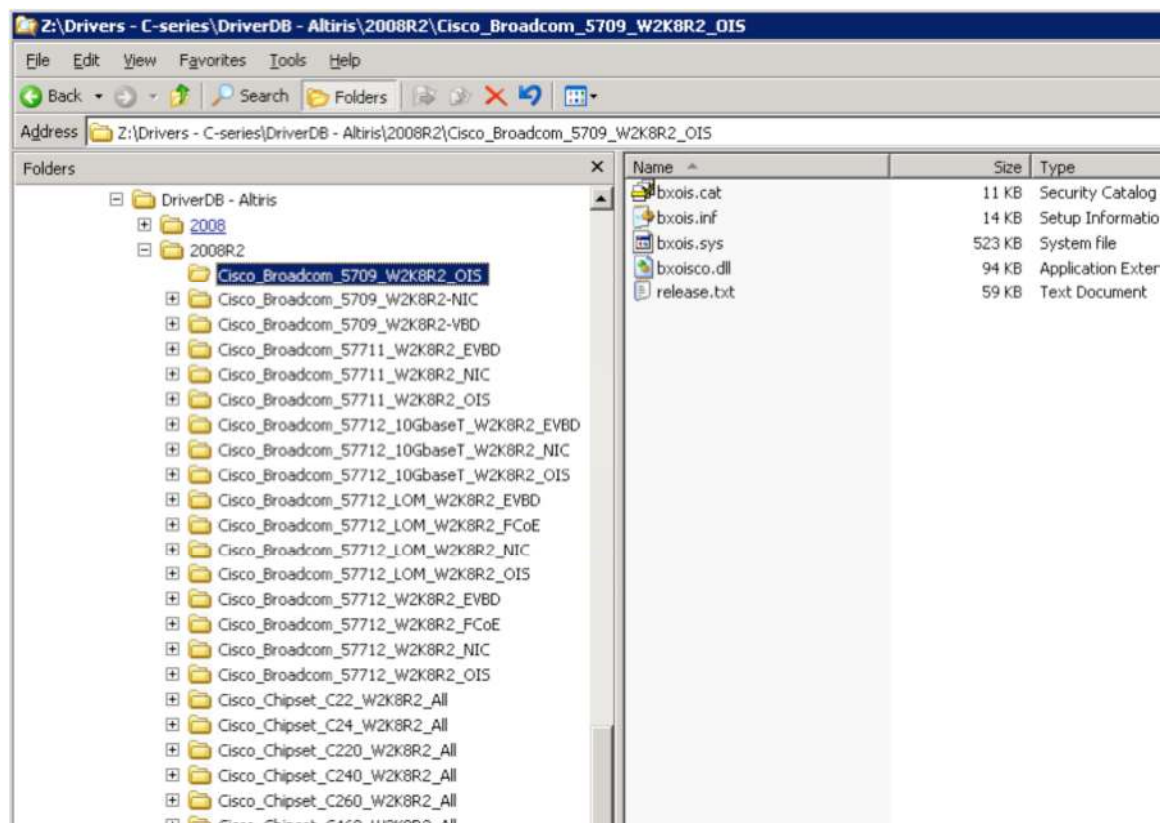 Z:\Drivers - C-series\DriverDB - Altiris\2008R2\Cisco_Broadcom_5709_W2K8R2_OIS
File Edit View Favorites Tools Help
Back Search Folders
Address Z:\Drivers - C-series\DriverDB - Altiris\2008R2\Cisco_Broadcom_5709_W2K8R2_OIS
Folders
DriverDB - Altiris
2008
2008R2
Cisco_Broadcom_5709_W2K8R2_OIS
Cisco_Broadcom_5709_W2K8R2-NIC
Cisco_Broadcom_5709_W2K8R2-VBD
Cisco_Broadcom_57711_W2K8R2_EVBD
Cisco_Broadcom_57711_W2K8R2_NIC
Cisco_Broadcom_57711_W2K8R2_OIS
Cisco_Broadcom_57712_10GbaseT_W2K8R2_EVBD
Cisco_Broadcom_57712_10GbaseT_W2K8R2_NIC
Cisco_Broadcom_57712_10GbaseT_W2K8R2_OIS
Cisco_Broadcom_57712_LOM_W2K8R2_EVBD
Cisco_Broadcom_57712_LOM_W2K8R2_FCoE
Cisco_Broadcom_57712_LOM_W2K8R2_NIC
Cisco_Broadcom_57712_LOM_W2K8R2_OIS
Cisco_Broadcom_57712_W2K8R2_EVBD
Cisco_Broadcom_57712_W2K8R2_FCoE
Cisco_Broadcom_57712_W2K8R2_NIC
Cisco_Broadcom_57712_W2K8R2_OIS
Cisco_Chipset_C22_W2K8R2_All
Cisco_Chipset_C24_W2K8R2_All
Cisco_Chipset_C220_W2K8R2_All
Cisco_Chipset_C240_W2K8R2_All
Cisco_Chipset_C260_W2K8R2_All
Name Size Type
bxois.cat 11 KB Security Catalog
bxois.inf 14 KB Setup Informatio
bxois.sys 523 KB System file
bxoisco.dll 94 KB Application Exter
release.txt 59 KB Text Document